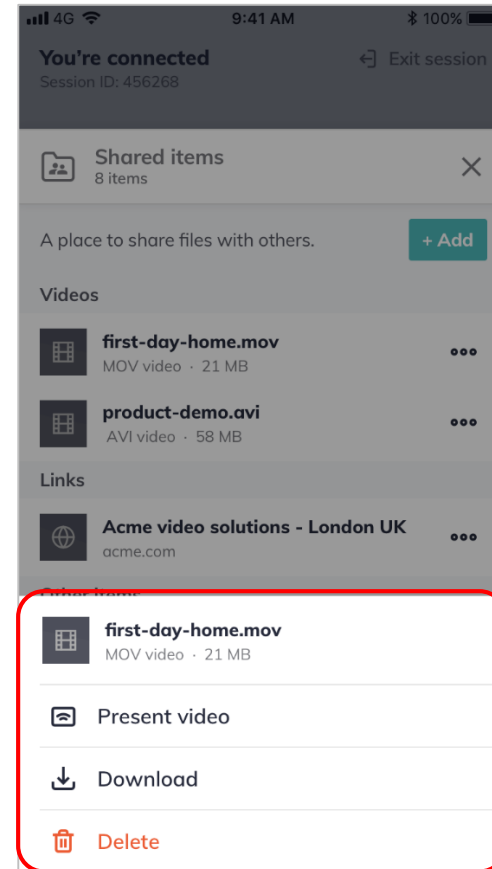 4G 9:41 AM 100%
You're connected
Exit session
Session ID: 456268
Shared items
8 items
A place to share files with others.
+ Add
Videos
first-day-home.mov
MOV video · 21 MB
product-demo.avi
AVI video · 58 MB
Links
Acme video solutions - London UK
acme.com
Other items
first-day-home.mov
MOV video · 21 MB
Present video
Download
Delete